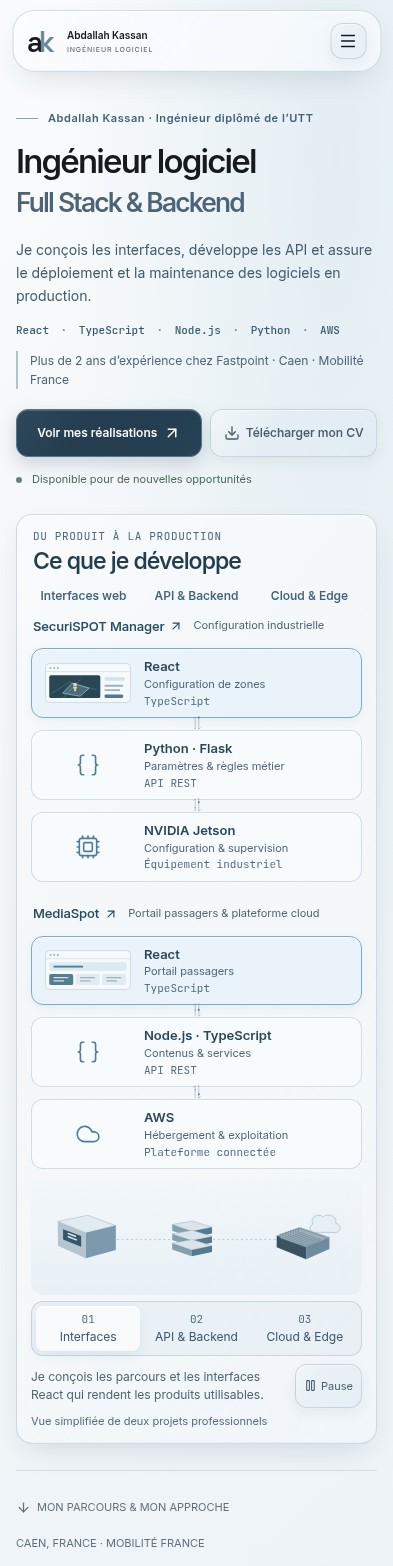 ak
Abdallah Kassan
INGÉNIEUR LOGICIEL
Abdallah Kassan · Ingénieur diplômé de l’UTT
Ingénieur logiciel
Full Stack & Backend
Je conçois les interfaces, développe les API et assure
le déploiement et la maintenance des logiciels en
production.
React · TypeScript · Node.js · Python · AWS
Plus de 2 ans d’expérience chez Fastpoint · Caen · Mobilité
France
Voir mes réalisations
Télécharger mon CV
Disponible pour de nouvelles opportunités
DU PRODUIT À LA PRODUCTION
Ce que je développe
Interfaces web API & Backend Cloud & Edge
SecuriSPOT Manager Configuration industrielle
React
Configuration de zones
TypeScript
Python · Flask
Paramètres & règles métier
API REST
NVIDIA Jetson
Configuration & supervision
Équipement industriel
MediaSpot Portail passagers & plateforme cloud
React
Portail passagers
TypeScript
Node.js · TypeScript
Contenus & services
API REST
AWS
Hébergement & exploitation
Plateforme connectée
01 02 03
Interfaces API & Backend Cloud & Edge
Je conçois les parcours et les interfaces
React qui rendent les produits utilisables.
Pause
Vue simplifiée de deux projets professionnels
MON PARCOURS & MON APPROCHE
CAEN, FRANCE · MOBILITÉ FRANCE